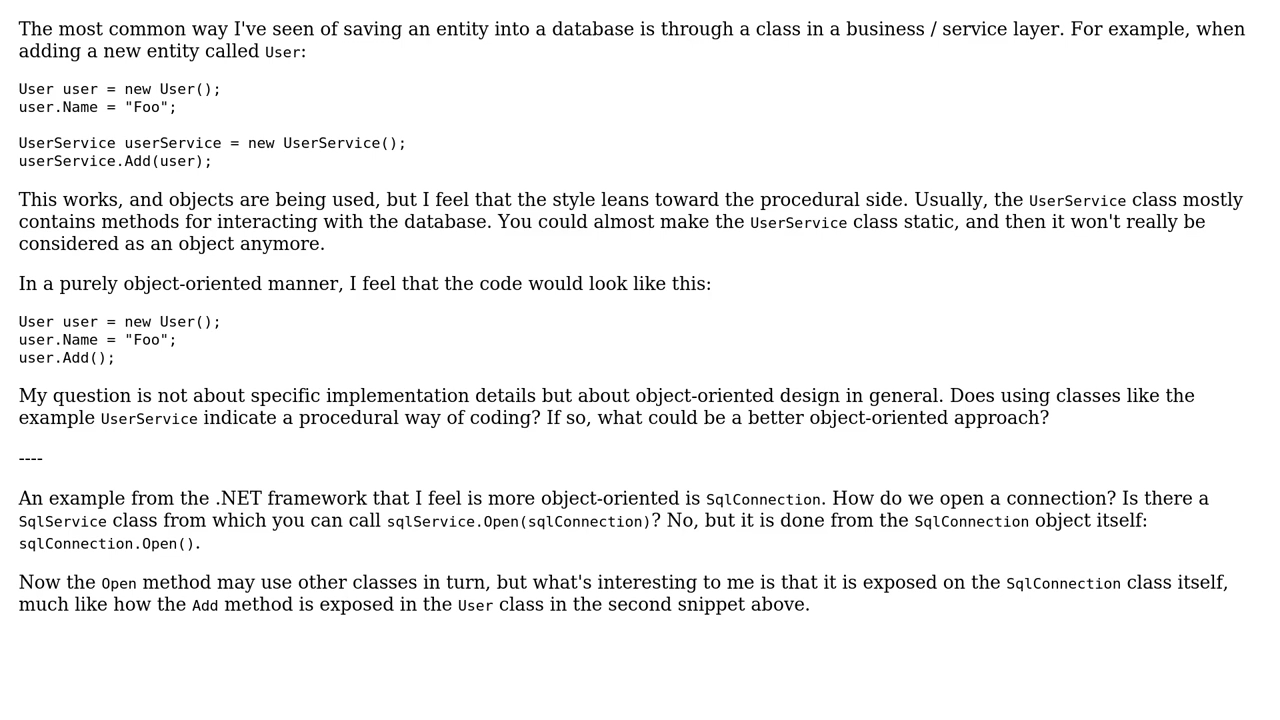 The most common way I've seen of saving an entity into a database is through a class in a business / service layer. For example, when
adding a new entity called User:
User user = new User();
user.Name = "Foo";
UserService userService = new UserService();
userService.Add(user);
This works, and objects are being used, but I feel that the style leans toward the procedural side. Usually, the UserService class mostly
contains methods for interacting with the database. You could almost make the UserService class static, and then it won't really be
considered as an object anymore.
In a purely object-oriented manner, I feel that the code would look like this:
User user = new User();
user.Name = "Foo";
user.Add();
My question is not about specific implementation details but about object-oriented design in general. Does using classes like the
example UserService indicate a procedural way of coding? If so, what could be a better object-oriented approach?
----
An example from the .NET framework that I feel is more object-oriented is SqlConnection. How do we open a connection? Is there a
SqlService class from which you can call sqlService.Open(sqlConnection)? No, but it is done from the SqlConnection object itself:
sqlConnection.Open().
Now the Open method may use other classes in turn, but what's interesting to me is that it is exposed on the SqlConnection class itself,
much like how the Add method is exposed in the User class in the second snippet above.